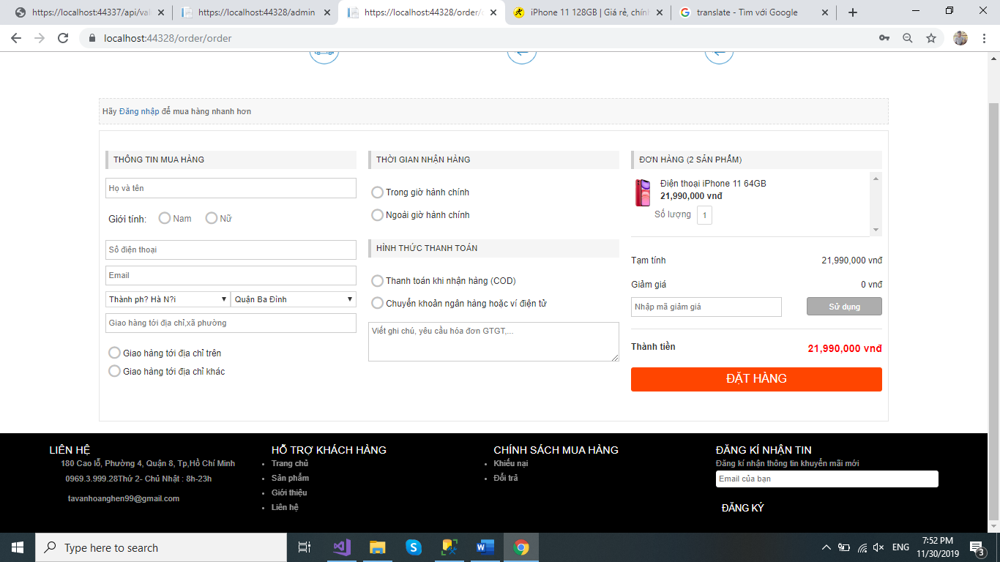 https://localhost:44337/api/val
https://localhost:44328/admin
https://localhost:44328/order/o
iPhone 11 128GB | Giá rẻ, chính
translate - Tìm với Google
localhost:44328/order/order
Hãy Đăng nhập để mua hàng nhanh hơn
THÔNG TIN MUA HÀNG
Họ và tên
Giới tính: Nam Nữ
Số điện thoại
Email
Thành ph? Hà N?i Quận Ba Đình
Giao hàng tới địa chỉ,xã phường
Giao hàng tới địa chỉ trên
Giao hàng tới địa chỉ khác
THỜI GIAN NHẬN HÀNG
Trong giờ hành chính
Ngoài giờ hành chính
HÌNH THỨC THANH TOÁN
Thanh toán khi nhận hàng (COD)
Chuyển khoản ngân hàng hoặc ví điện tử
Viết ghi chú, yêu cầu hóa đơn GTGT,...
ĐƠN HÀNG (2 SẢN PHẨM)
Điện thoại iPhone 11 64GB
21,990,000 vnđ
Số lượng 1
Tạm tính 21,990,000 vnđ
Giảm giá 0 vnđ
Nhập mã giảm giá Sử dụng
Thành tiền 21,990,000 vnđ
ĐẶT HÀNG
LIÊN HỆ
180 Cao lỗ, Phường 4, Quận 8, Tp,Hồ Chí Minh
0969.3.999.28Thứ 2- Chủ Nhật : 8h-23h
tavanhoanghen99@gmail.com
HỖ TRỢ KHÁCH HÀNG
Trang chủ
Sản phẩm
Giới thiệu
Liên hệ
CHÍNH SÁCH MUA HÀNG
Khiếu nại
Đổi trả
ĐĂNG KÍ NHẬN TIN
Đăng kí nhận thông tin khuyến mãi mới
Email của bạn
ĐĂNG KÝ
Type here to search
ENG
7:52 PM
11/30/2019
3